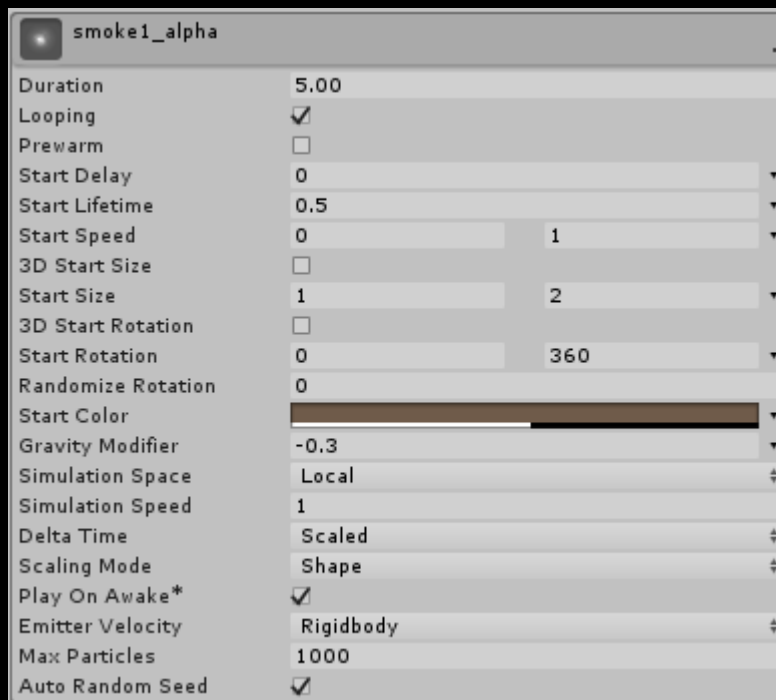 smoke1_alpha
Duration 5.00
Looping
Prewarm
Start Delay 0
Start Lifetime 0.5
Start Speed 0 1
3D Start Size
Start Size 1 2
3D Start Rotation
Start Rotation 0 360
Randomize Rotation 0
Start Color
Gravity Modifier -0.3
Simulation Space Local
Simulation Speed 1
Delta Time Scaled
Scaling Mode Shape
Play On Awake*
Emitter Velocity Rigidbody
Max Particles 1000
Auto Random Seed